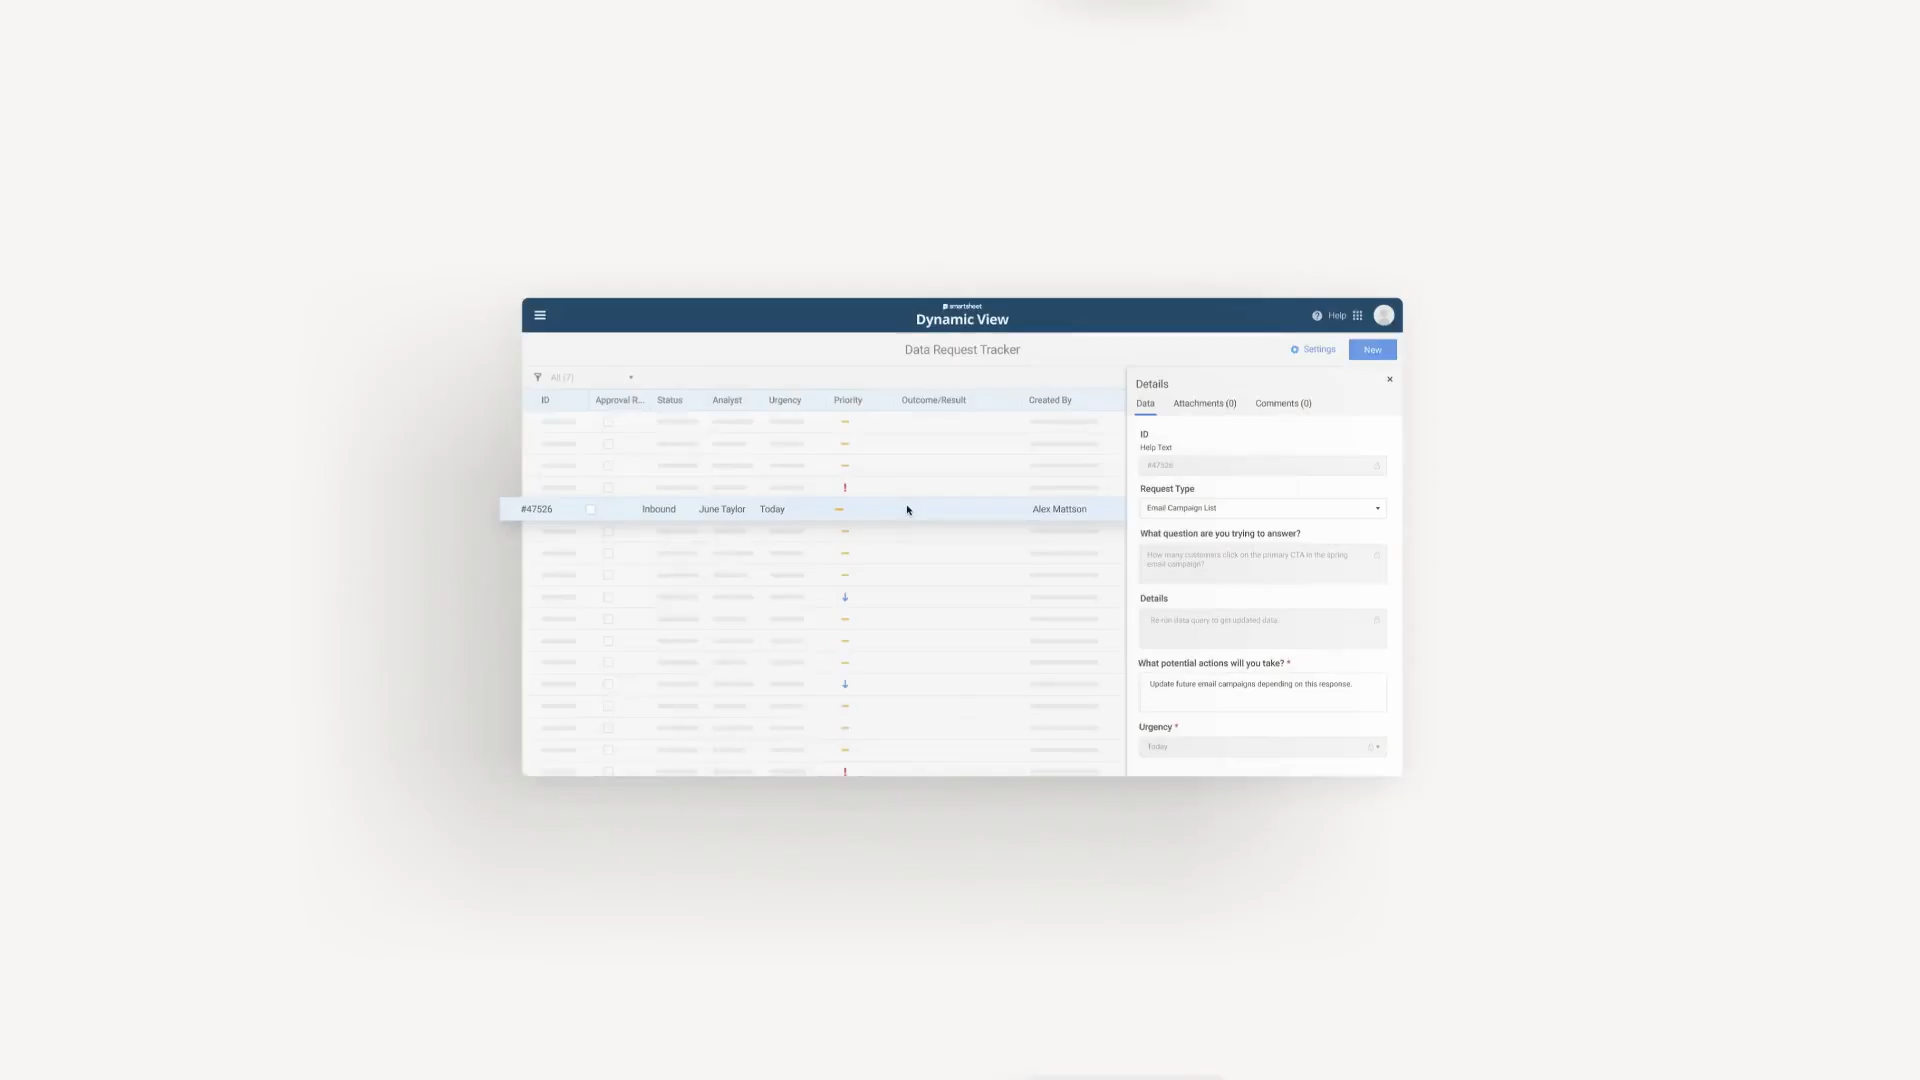 smartsheet
Dynamic View
Help
Data Request Tracker
Settings
New
All (7)
ID Approval R... Status Analyst Urgency Priority Outcome/Result Created By
#47526 Inbound June Taylor Today Alex Mattson
Details
Data Attachments (0) Comments (0)
ID
Help Text
#47526
Request Type
Email Campaign List
What question are you trying to answer?
How many customers click on the primary CTA in the spring
email campaign?
Details
Re-run data query to get updated data.
What potential actions will you take? *
Update future email campaigns depending on this response.
Urgency *
Today